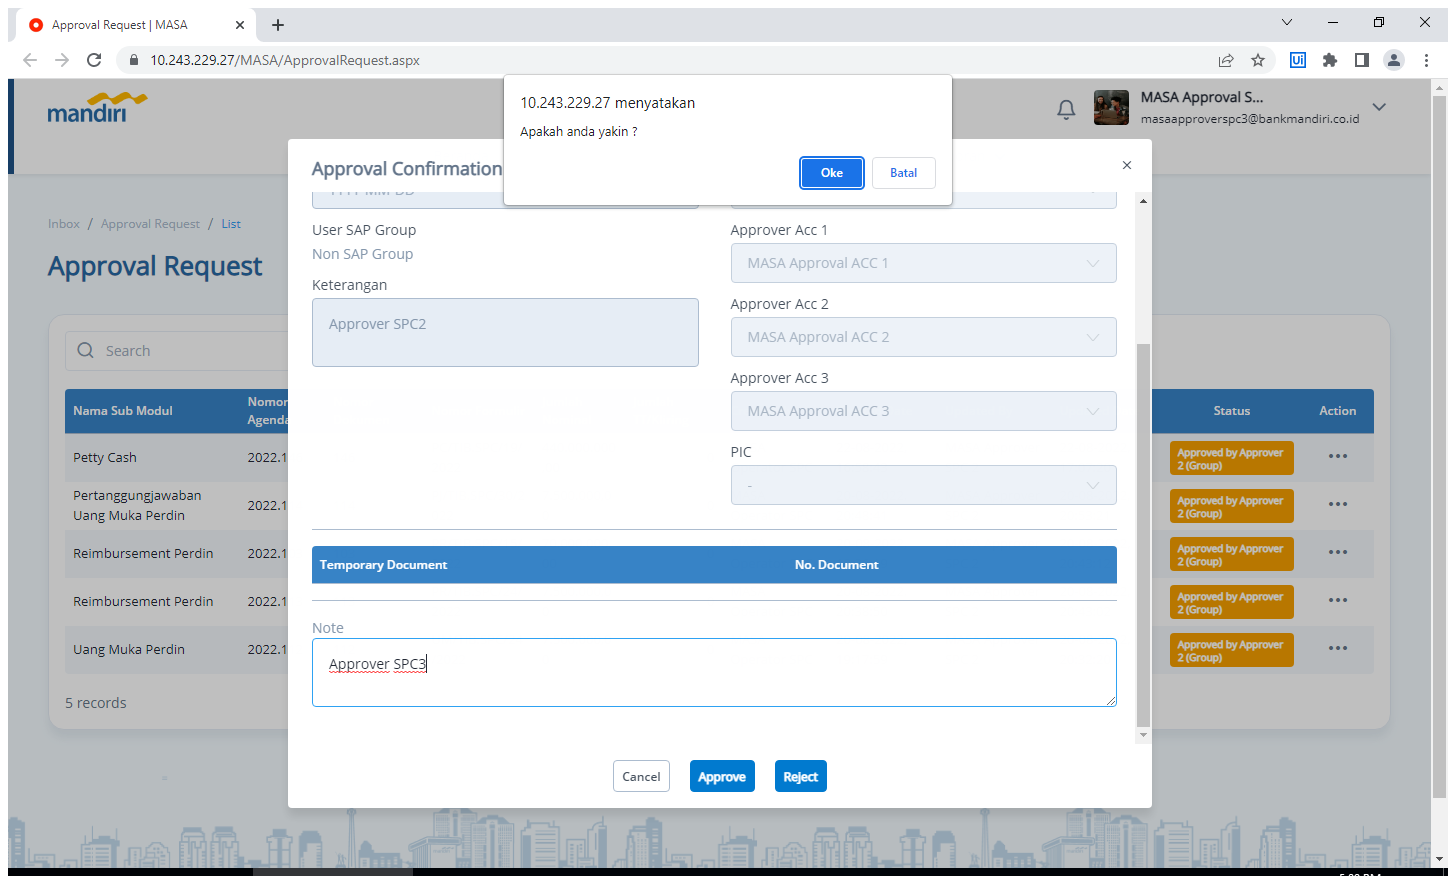 Approval Request | MASA
10.243.229.27/MASA/ApprovalRequest.aspx
Ui
mandiri
MASA Approval S...
masaapproverspc3@bankmandiri.co.id
10.243.229.27 menyatakan
Apakah anda yakin ?
Oke
Batal
Inbox / Approval Request / List
Approval Request
Search
Nama Sub Modul
Nomor
Agenda
Status
Action
Petty Cash
2022.1
Approved by Approver
2 (Group)
Pertanggungjawaban
Uang Muka Perdin
2022.1
Approved by Approver
2 (Group)
Reimbursement Perdin
2022.1
Approved by Approver
2 (Group)
Reimbursement Perdin
2022.1
Approved by Approver
2 (Group)
Uang Muka Perdin
2022.1
Approved by Approver
2 (Group)
5 records
Approval Confirmation
User SAP Group
Non SAP Group
Keterangan
Approver SPC2
Approver Acc 1
MASA Approval ACC 1
Approver Acc 2
MASA Approval ACC 2
Approver Acc 3
MASA Approval ACC 3
PIC
-
Temporary Document
No. Document
Note
Approver SPC3
Cancel
Approve
Reject